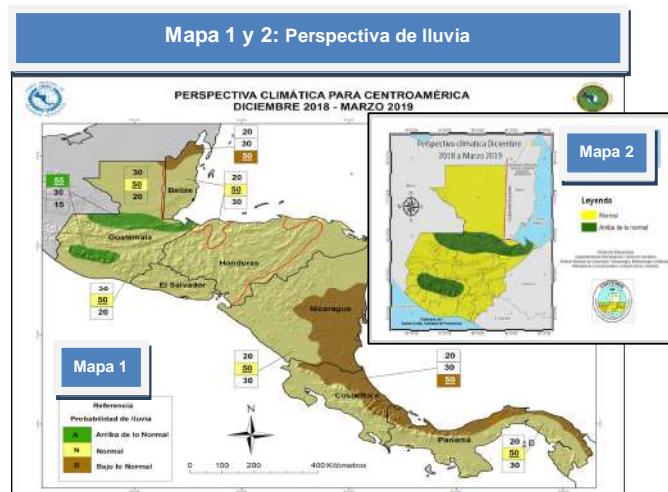 Mapa 1 y 2: Perspectiva de lluvia
PERSPECTIVA CLIMÁTICA PARA CENTROAMÉRICA
DICIEMBRE 2018 - MARZO 2019
20
30
50
55
30
15
30
50
20
Belize
20
50
30
Guatemala
Honduras
30
50
20
El Salvador
Nicaragua
20
50
30
20
30
50
Costa Rica
Panamá
20
50
30
Mapa 1
Referencia
Probabilidad de lluvia
A Arriba de lo Normal
N Normal
B Bajo lo Normal
N
0 100 200 400 Kilómetros
Perspectiva climática Diciembre
2018 a Marzo 2019
Mapa 2
Leyenda
Normal
Arriba de lo normal